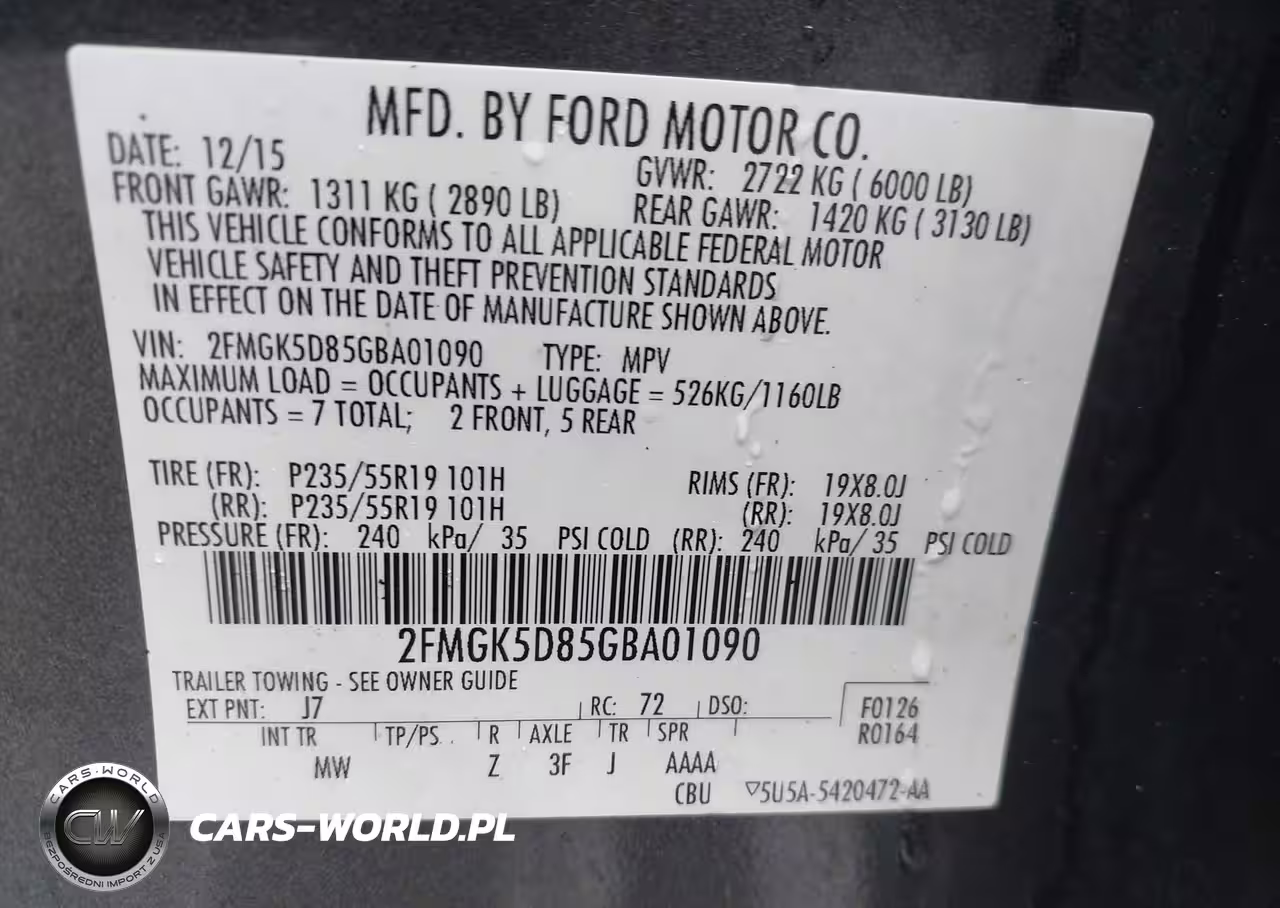 MFD. BY FORD MOTOR CO.
DATE: 12/15 GVWR: 2722 KG ( 6000 LB)
FRONT GAWR: 1311 KG ( 2890 LB) REAR GAWR: 1420 KG ( 3130 LB)
THIS VEHICLE CONFORMS TO ALL APPLICABLE FEDERAL MOTOR
VEHICLE SAFETY AND THEFT PREVENTION STANDARDS
IN EFFECT ON THE DATE OF MANUFACTURE SHOWN ABOVE.
VIN: 2FMGK5D85GBA01090 TYPE: MPV
MAXIMUM LOAD = OCCUPANTS + LUGGAGE = 526KG/1160LB
OCCUPANTS = 7 TOTAL; 2 FRONT, 5 REAR
TIRE (FR): P235/55R19 101H RIMS (FR): 19X8.0J
(RR): P235/55R19 101H (RR): 19X8.0J
PRESSURE (FR): 240 kPa/ 35 PSI COLD (RR): 240 kPa/ 35 PSI COLD
2FMGK5D85GBA01090
TRAILER TOWING - SEE OWNER GUIDE
EXT PNT: J7 RC: 72 DSO: F0126
INT TR TP/PS R AXLE TR SPR R0164
MW Z 3F J AAAA
CBU ▽5U5A-5420472-AA
CARS-WORLD
CW
BEZPOŚREDNI IMPORT Z USA
CARS-WORLD.PL